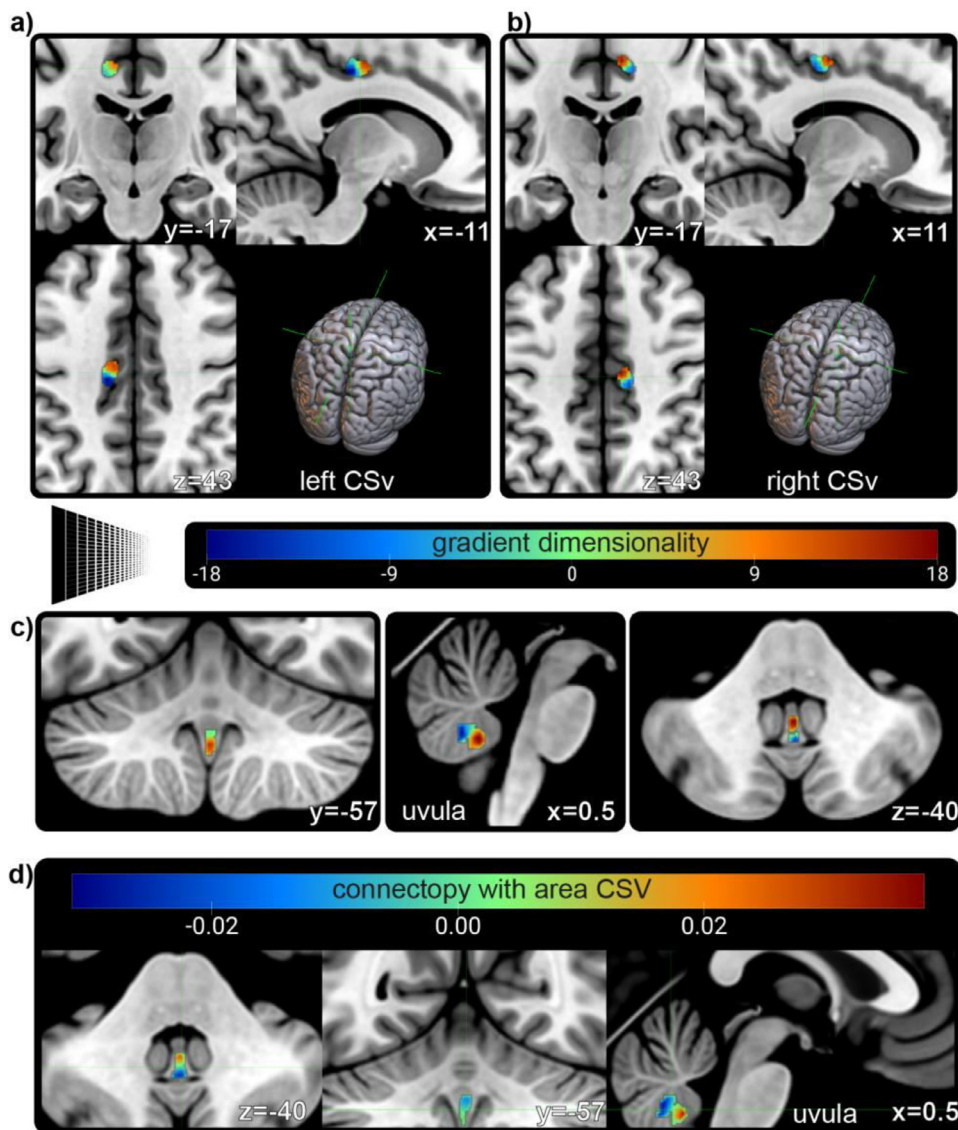 a)
b)
y=-17
x=-11
y=-17
x=11
z=43
left CSv
z=43
right CSv
gradient dimensionality
-18 -9 0 9 18
c)
y=-57
uvula x=0.5
z=-40
d)
connectopy with area CSV
-0.02 0.00 0.02
z=-40
y=-57
uvula x=0.5